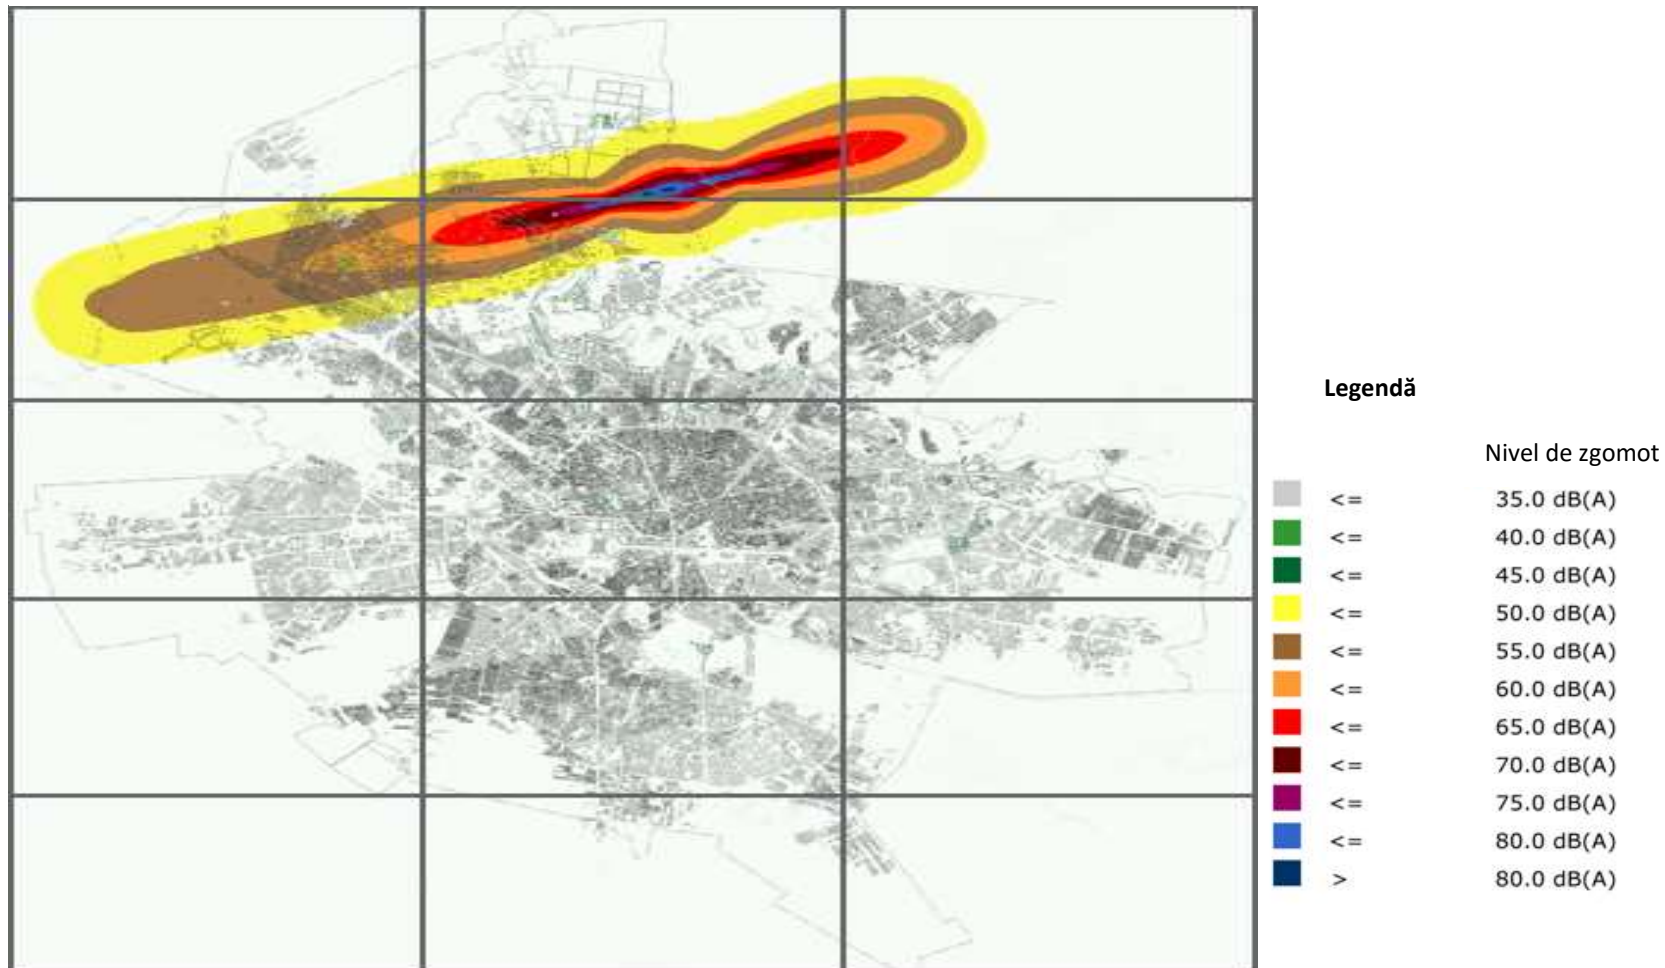 Legendă
Nivel de zgomot
<= 35.0 dB(A)
<= 40.0 dB(A)
<= 45.0 dB(A)
<= 50.0 dB(A)
<= 55.0 dB(A)
<= 60.0 dB(A)
<= 65.0 dB(A)
<= 70.0 dB(A)
<= 75.0 dB(A)
<= 80.0 dB(A)
> 80.0 dB(A)